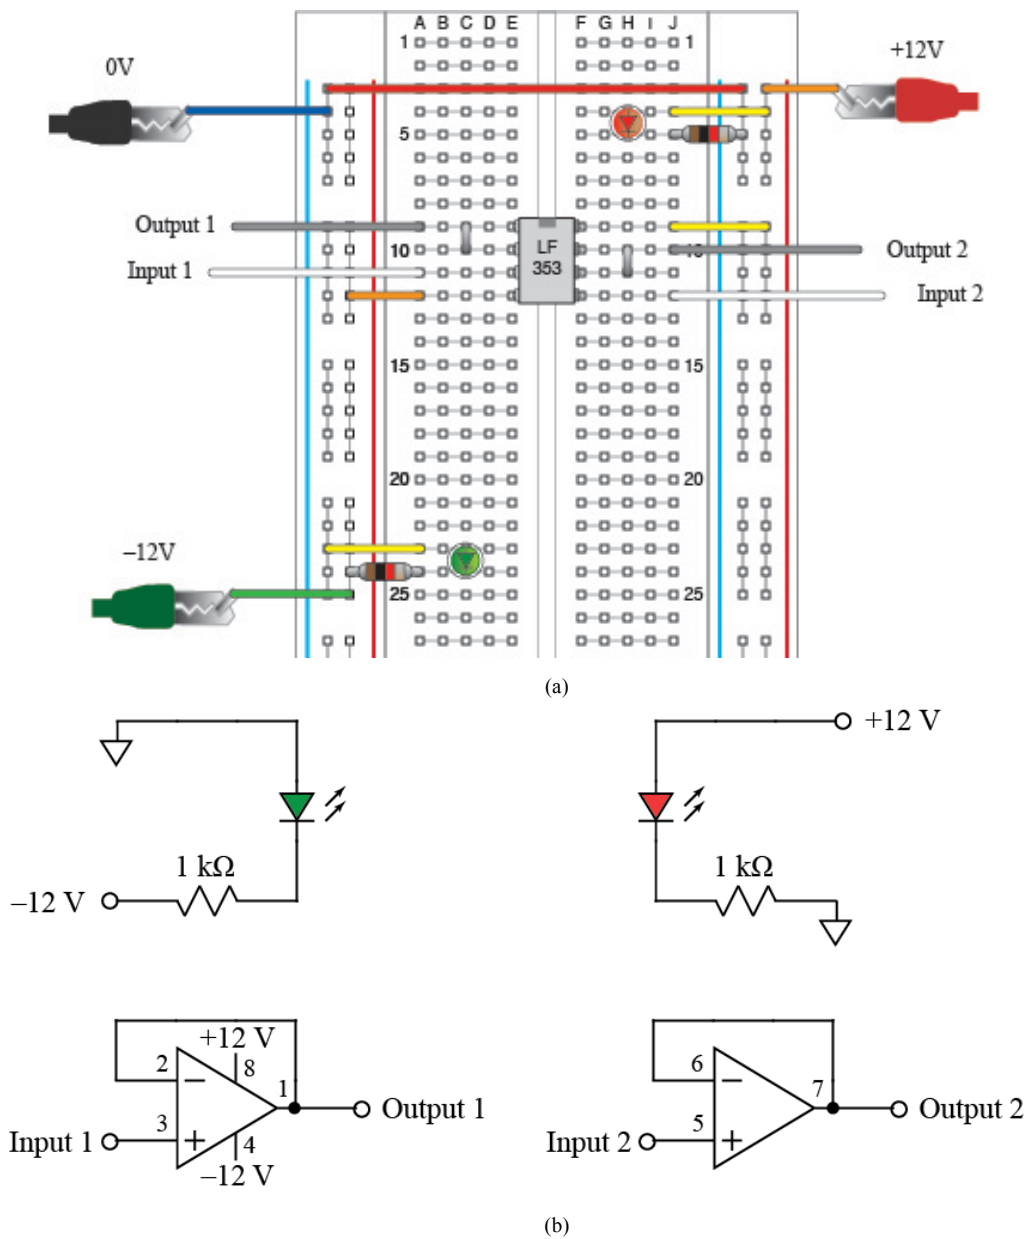 A B C D E F G H I J
1 1
0V
+12V
5
Output 1
10 LF 10 Output 2
353
Input 1
Input 2
15 15
20 20
–12V
25 25
(a)
+12 V
1 kΩ 1 kΩ
–12 V
+12 V
2 8 6
1 7
Output 1 Output 2
3 5
Input 1 4 Input 2
–12 V
(b)